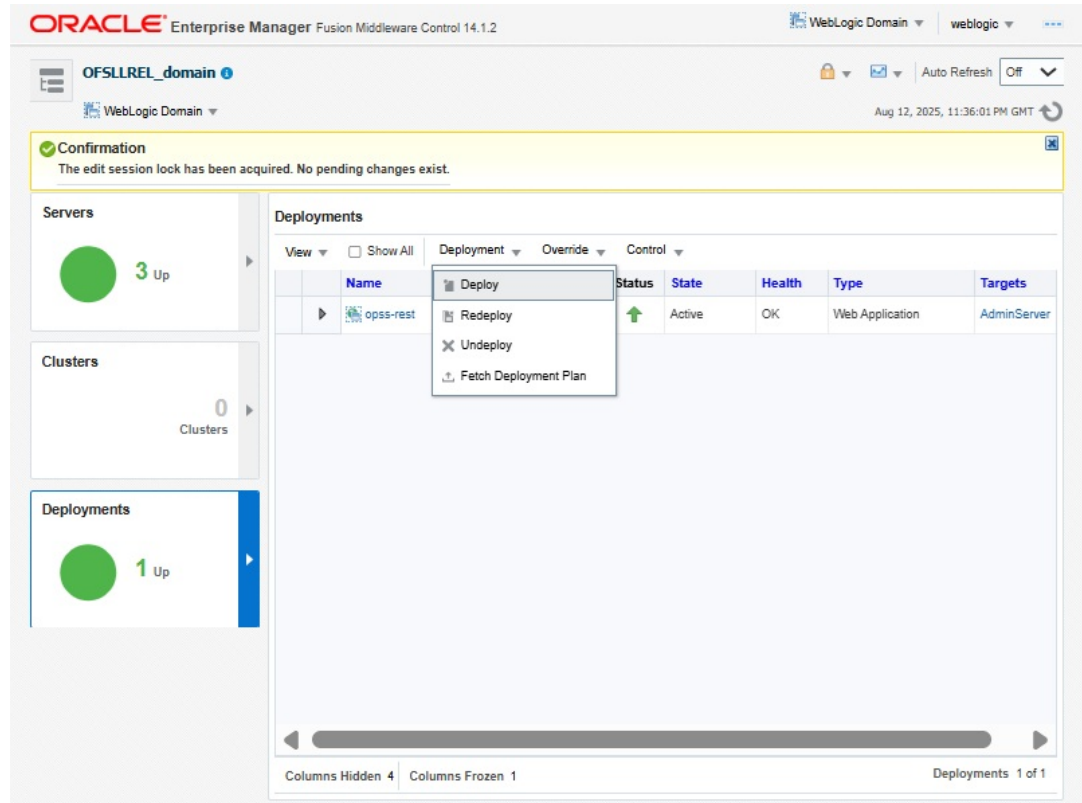 ORACLE Enterprise Manager Fusion Middleware Control 14.1.2 WebLogic Domain weblogic
OFSLLREL_domain Auto Refresh Off
WebLogic Domain Aug 12, 2025, 11:36:01 PM GMT
Confirmation
The edit session lock has been acquired. No pending changes exist.
Servers
3 Up
Clusters
0
Clusters
Deployments
1 Up
Deployments
View Show All Deployment Override Control
Name Status State Health Type Targets
opss-rest Active OK Web Application AdminServer
Deploy
Redeploy
Undeploy
Fetch Deployment Plan
Columns Hidden 4 Columns Frozen 1 Deployments 1 of 1